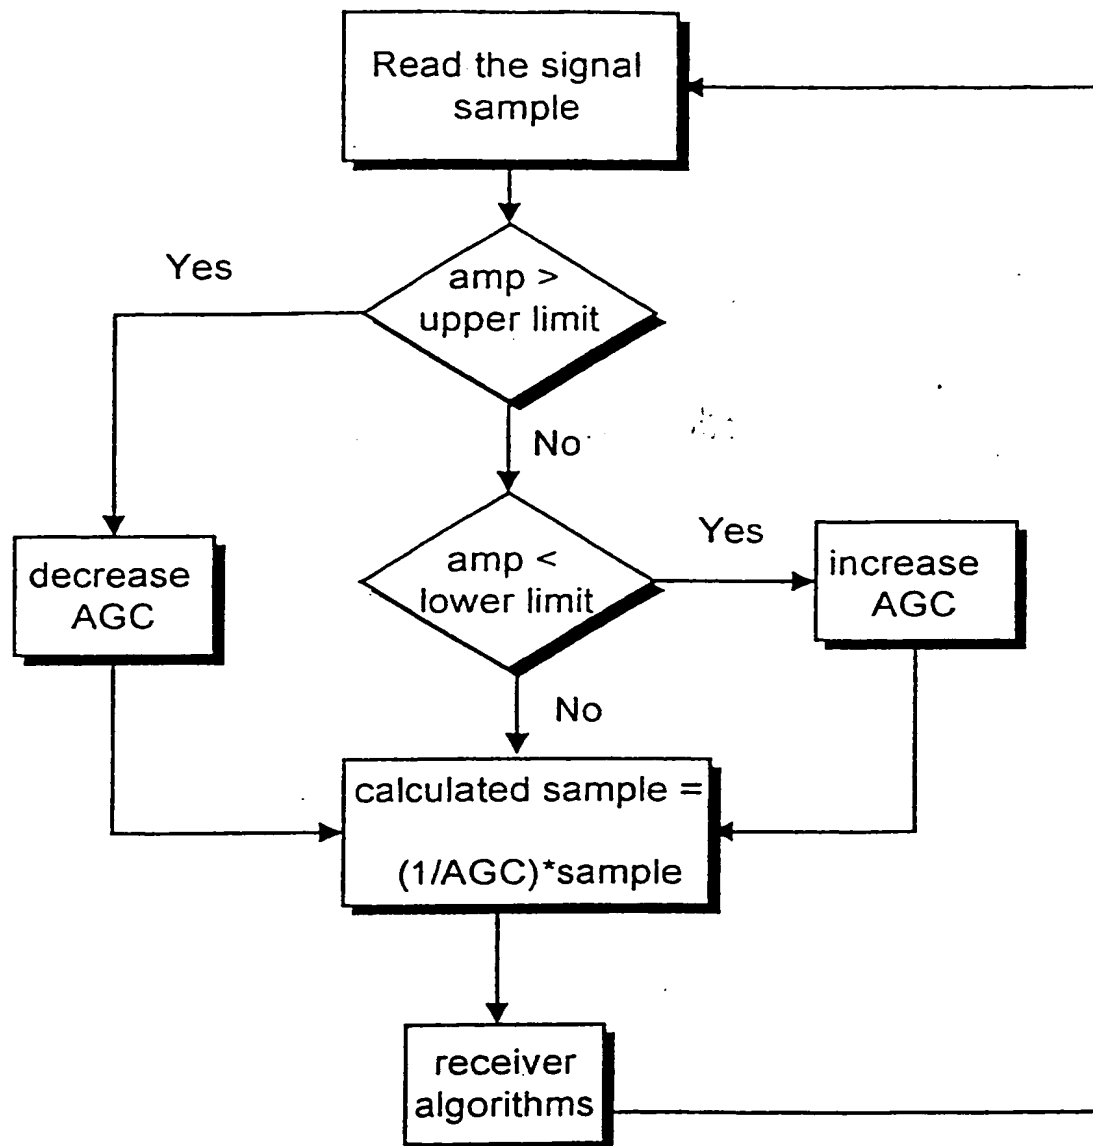 Read the signal
sample
amp >
upper limit
Yes
No
decrease
AGC
amp <
lower limit
Yes
increase
AGC
No
calculated sample =
(1/AGC)*sample
receiver
algorithms